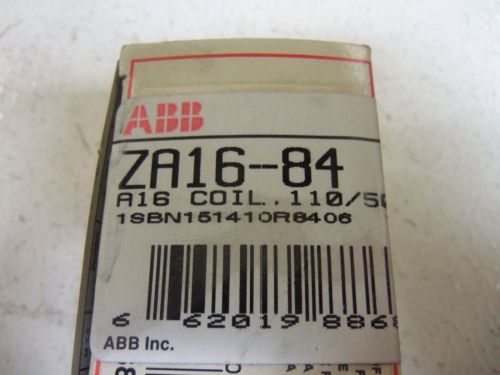 ABB
ZA16-84
A16 COIL, 110/50
1SBN151410R8406
6 62019 8868
ABB Inc.